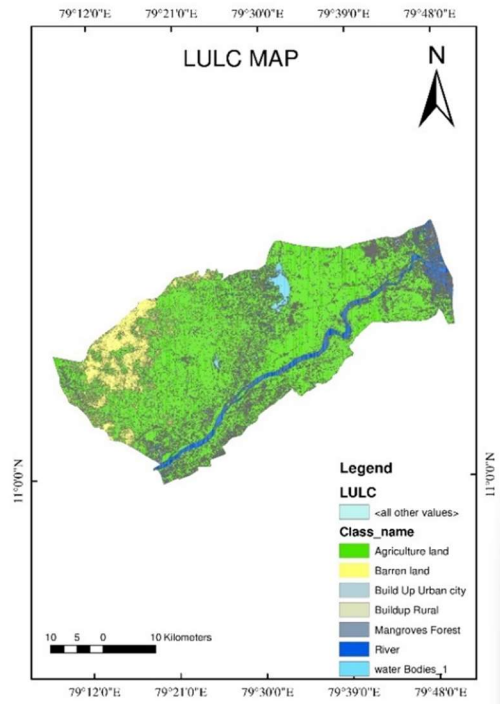 79°12'0"E 79°21'0"E 79°30'0"E 79°39'0"E 79°48'0"E
LULC MAP
N
11°0'0"N
11°0'0"N
Legend
LULC
<all other values>
Class_name
Agriculture land
Barren land
Build Up Urban city
Buildup Rural
Mangroves Forest
River
water Bodies_1
10 5 0 10 Kilometers
79°12'0"E 79°21'0"E 79°30'0"E 79°39'0"E 79°48'0"E